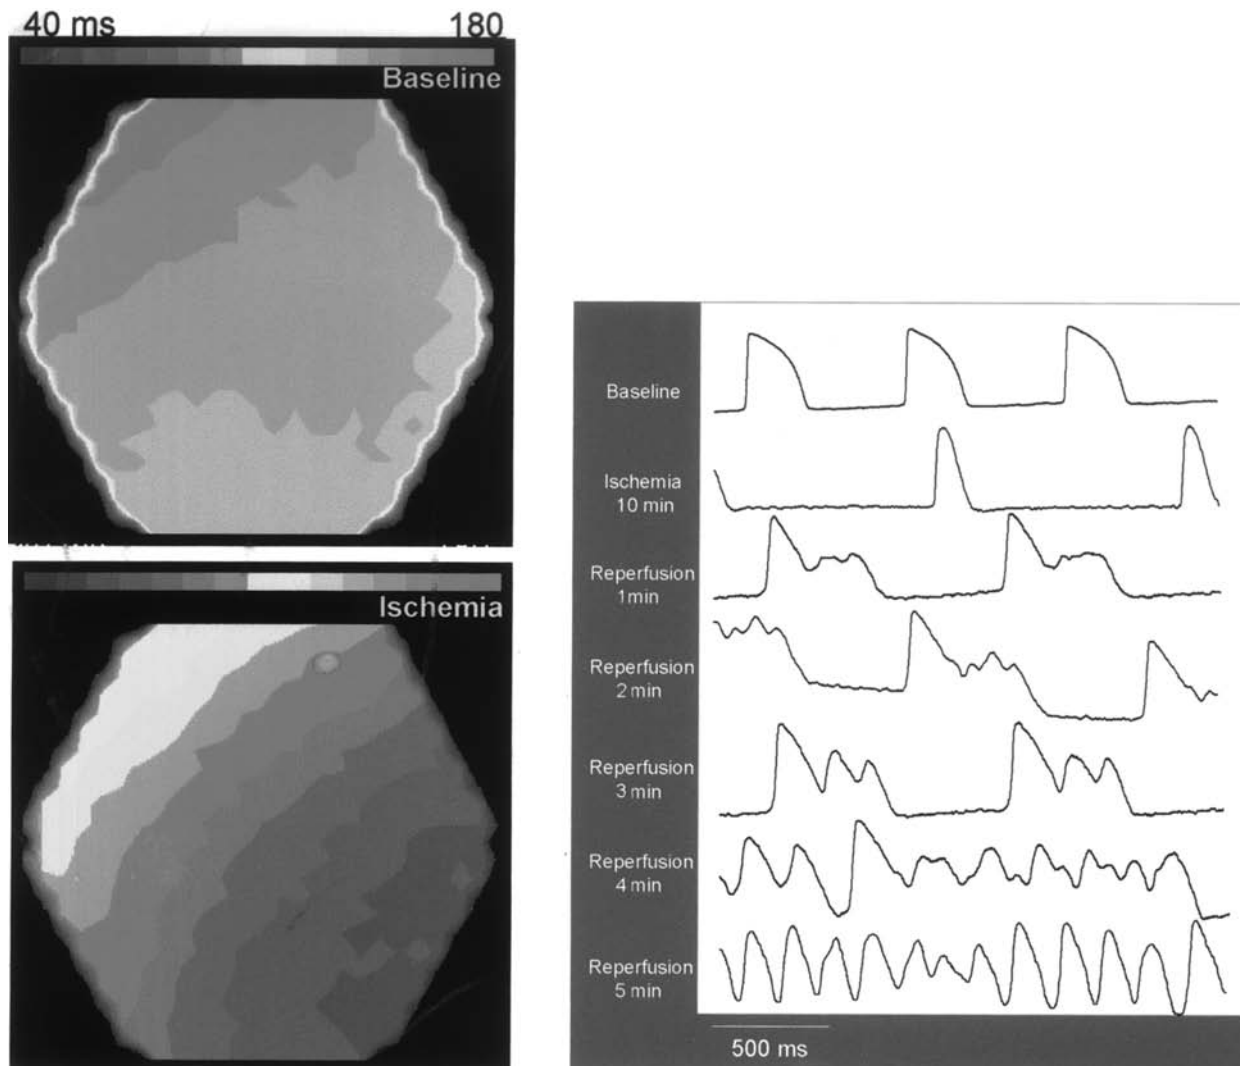 40 ms 180
Baseline
Ischemia
Baseline
Ischemia
10 min
Reperfusion
1min
Reperfusion
2 min
Reperfusion
3 min
Reperfusion
4 min
Reperfusion
5 min
500 ms